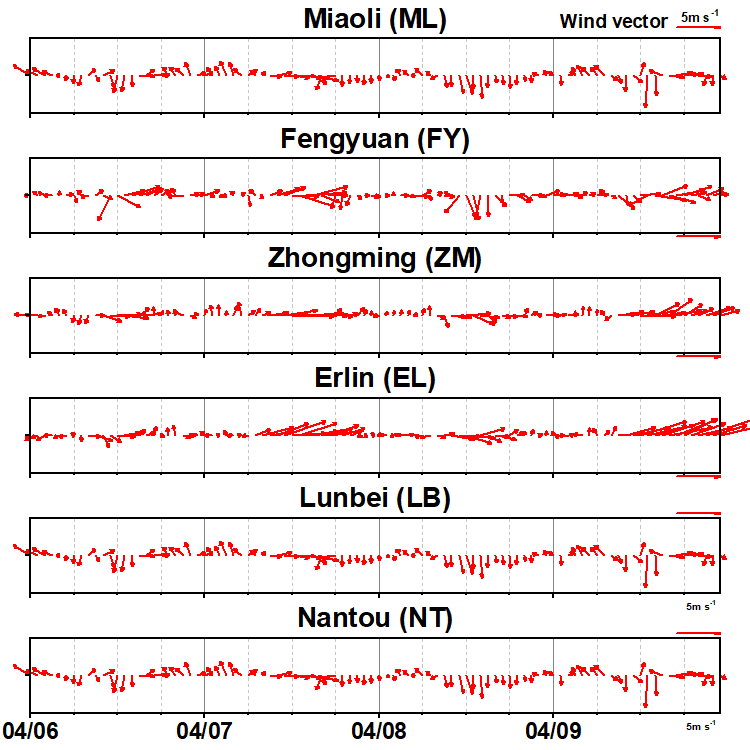 Miaoli (ML)
Wind vector 5m s⁻¹
Fengyuan (FY)
Zhongming (ZM)
Erlin (EL)
Lunbei (LB)
5m s⁻¹
Nantou (NT)
5m s⁻¹
04/06 04/07 04/08 04/09